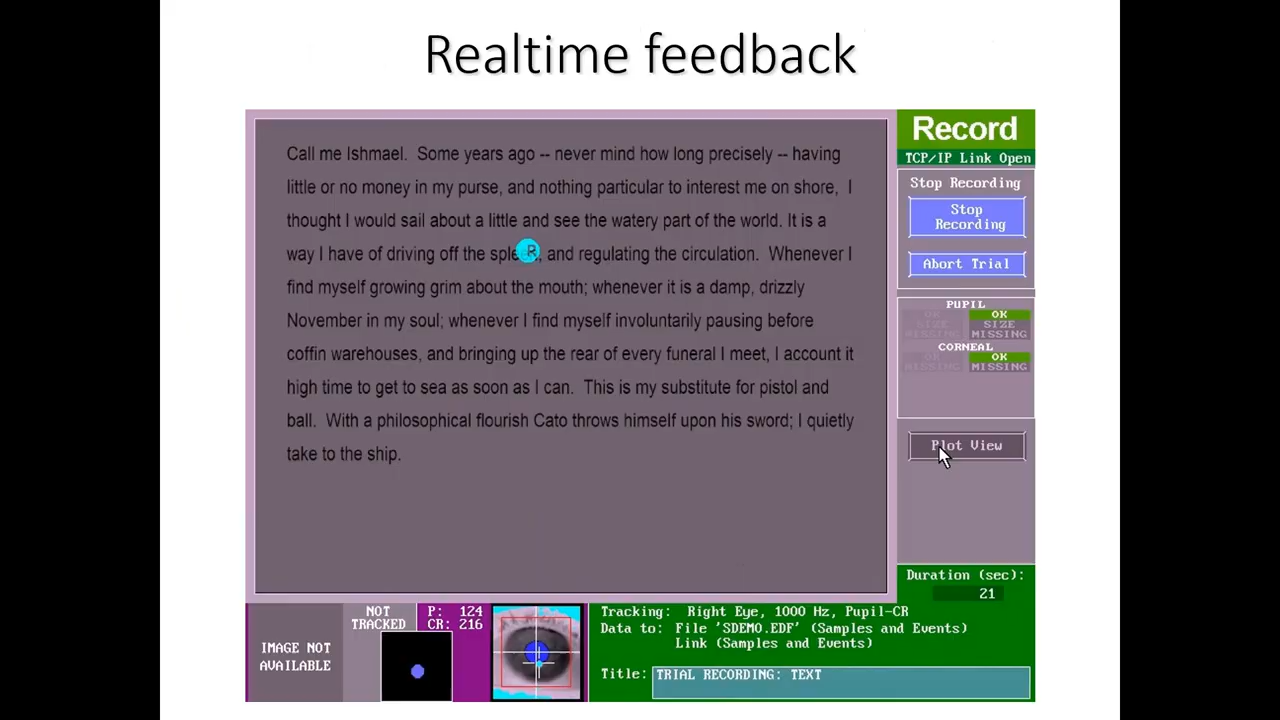 Realtime feedback
Call me Ishmael.  Some years ago -- never mind how long precisely -- having
little or no money in my purse, and nothing particular to interest me on shore,  I
thought I would sail about a little and see the watery part of the world. It is a
way I have of driving off the R, and regulating the circulation.  Whenever I
find myself growing grim about the mouth; whenever it is a damp, drizzly
November in my soul; whenever I find myself involuntarily pausing before
coffin warehouses, and bringing up the rear of every funeral I meet, I account it
high time to get to sea as soon as I can.  This is my substitute for pistol and
ball.  With a philosophical flourish Cato throws himself upon his sword; I quietly
take to the ship.
Record
TCP/IP Link Open
Stop Recording
Stop
Recording
Abort Trial
PUPIL
OK OK
SIZE SIZE
MISSING MISSING
CORNEAL
OK OK
MISSING MISSING
Plot View
Duration (sec):
21
IMAGE NOT
AVAILABLE
NOT
TRACKED
P: 124
CR: 216
Tracking: Right Eye, 1000 Hz, Pupil-CR
Data to: File 'SDEMO.EDF' (Samples and Events)
Link (Samples and Events)
Title: TRIAL RECORDING: TEXT